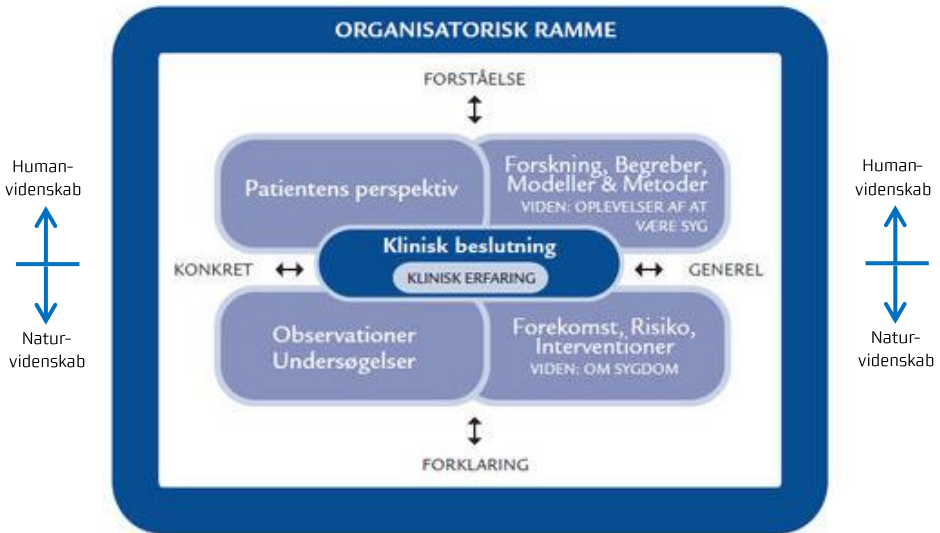 ORGANISATORISK RAMME
FORSTÅELSE
Human-
videnskab
Natur-
videnskab
Patientens perspektiv
Forskning, Begreber,
Modeller & Metoder
VIDEN: OPLEVELSER AF AT
VÆRE SYG
KONKRET
Klinisk beslutning
KLINISK ERFARING
GENEREL
Observationer
Undersøgelser
Forekomst, Risiko,
Interventioner
VIDEN: OM SYGDOM
FORKLARING
Human-
videnskab
Natur-
videnskab